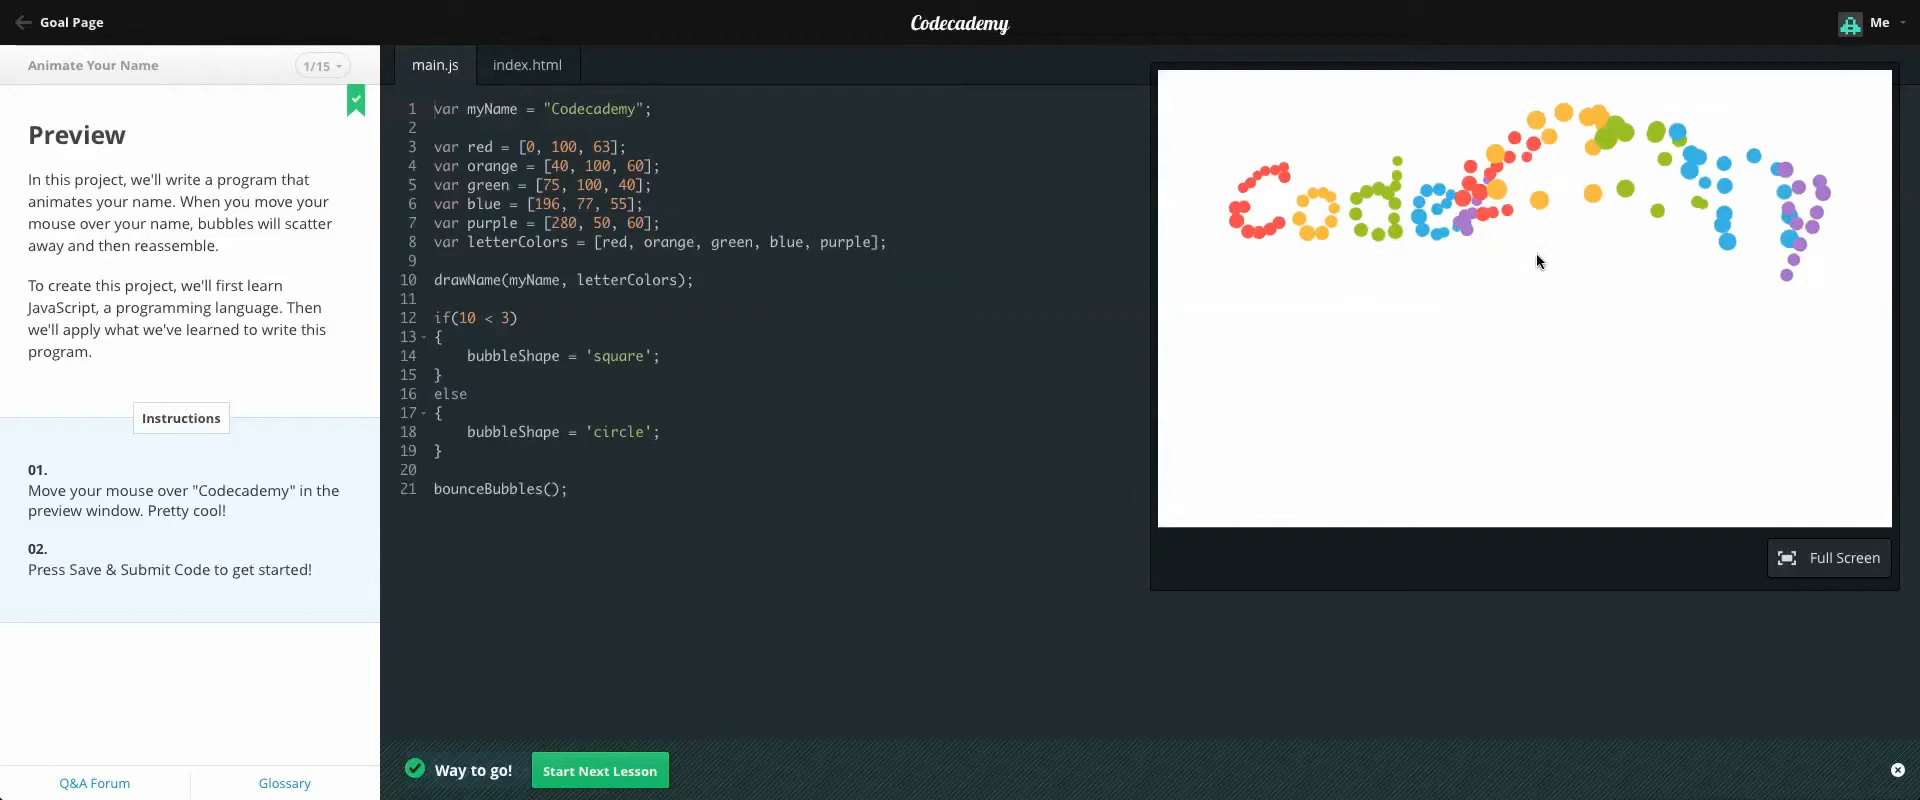 Goal Page
Codecademy
Me
Animate Your Name
1/15
main.js
index.html
Preview
In this project, we'll write a program that
animates your name. When you move your
mouse over your name, bubbles will scatter
away and then reassemble.
To create this project, we'll first learn
JavaScript, a programming language. Then
we'll apply what we've learned to write this
program.
Instructions
01.
Move your mouse over "Codecademy" in the
preview window. Pretty cool!
02.
Press Save & Submit Code to get started!
Q&A Forum
Glossary
1 var myName = "Codecademy";
2
3 var red = [0, 100, 63];
4 var orange = [40, 100, 60];
5 var green = [75, 100, 40];
6 var blue = [196, 77, 55];
7 var purple = [280, 50, 60];
8 var letterColors = [red, orange, green, blue, purple];
9
10 drawName(myName, letterColors);
11
12 if(10 < 3)
13 {
14     bubbleShape = 'square';
15 }
16 else
17 {
18     bubbleShape = 'circle';
19 }
20
21 bounceBubbles();
Full Screen
Way to go!
Start Next Lesson